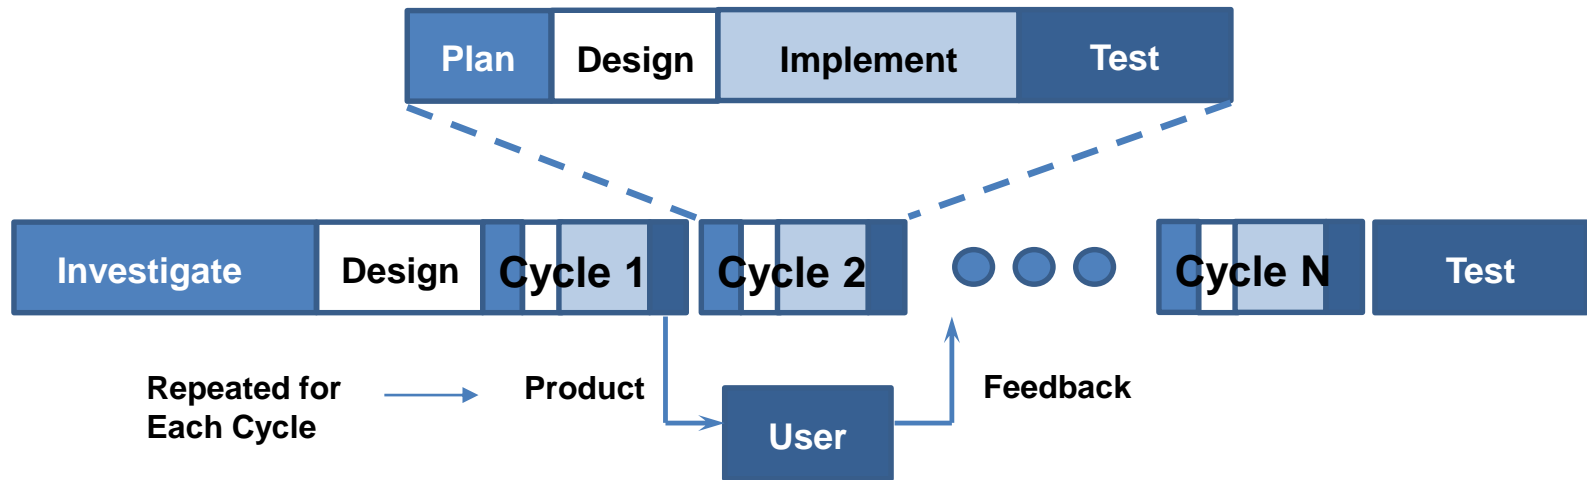 Plan Design Implement Test
Investigate Design Cycle 1 Cycle 2 Cycle N Test
Repeated for
Each Cycle
Product
Feedback
User